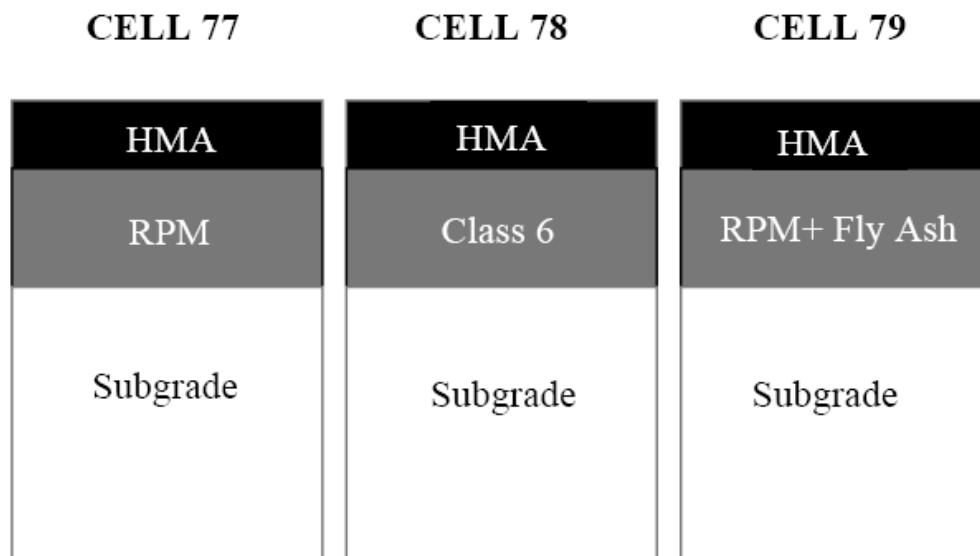 CELL 77 CELL 78 CELL 79
HMA HMA HMA
RPM Class 6 RPM+ Fly Ash
Subgrade Subgrade Subgrade